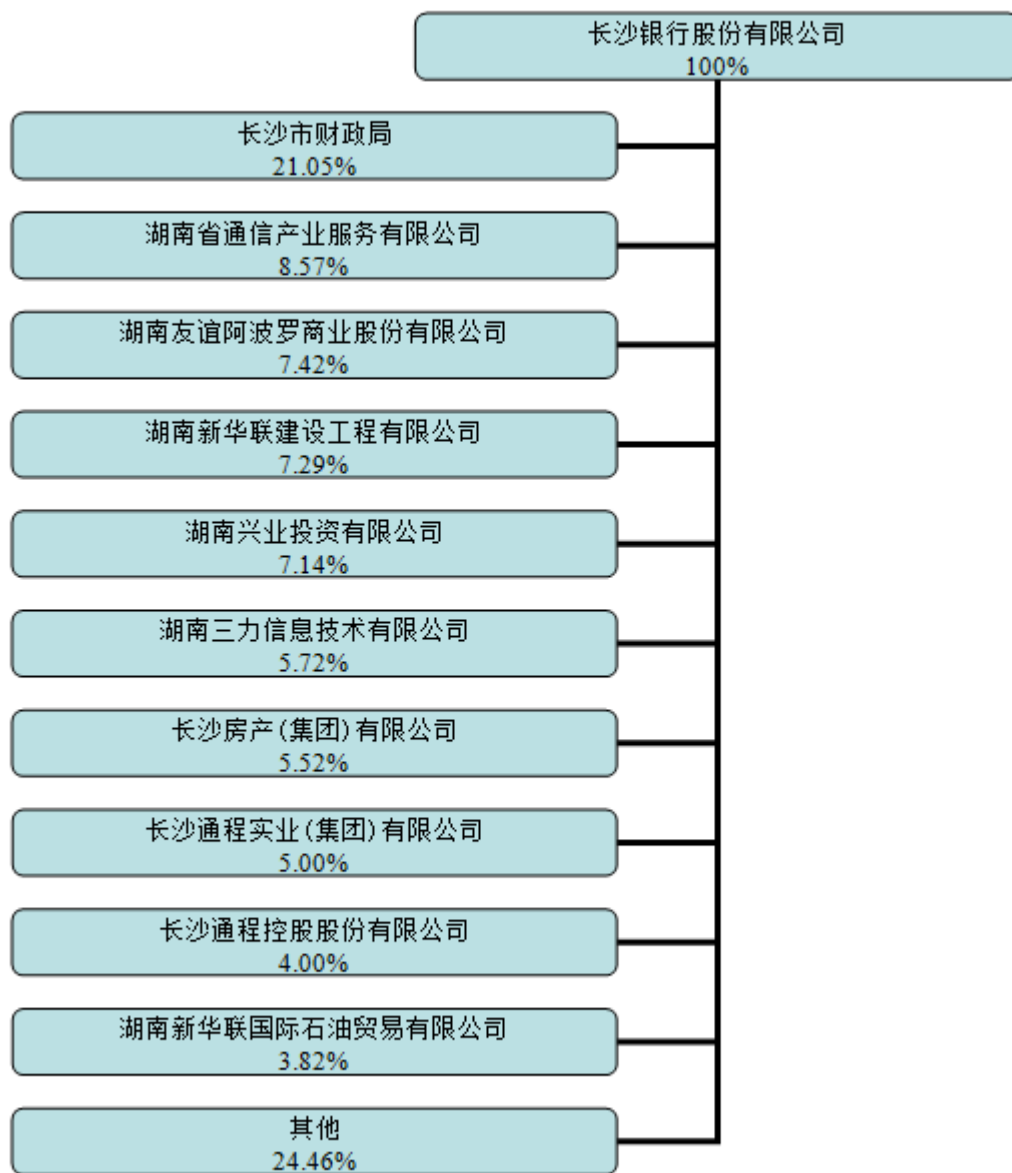 长沙银行股份有限公司
100%
长沙市财政局
21.05%
湖南省通信产业服务有限公司
8.57%
湖南友谊阿波罗商业股份有限公司
7.42%
湖南新华联建设工程有限公司
7.29%
湖南兴业投资有限公司
7.14%
湖南三力信息技术有限公司
5.72%
长沙房产(集团)有限公司
5.52%
长沙通程实业(集团)有限公司
5.00%
长沙通程控股股份有限公司
4.00%
湖南新华联国际石油贸易有限公司
3.82%
其他
24.46%